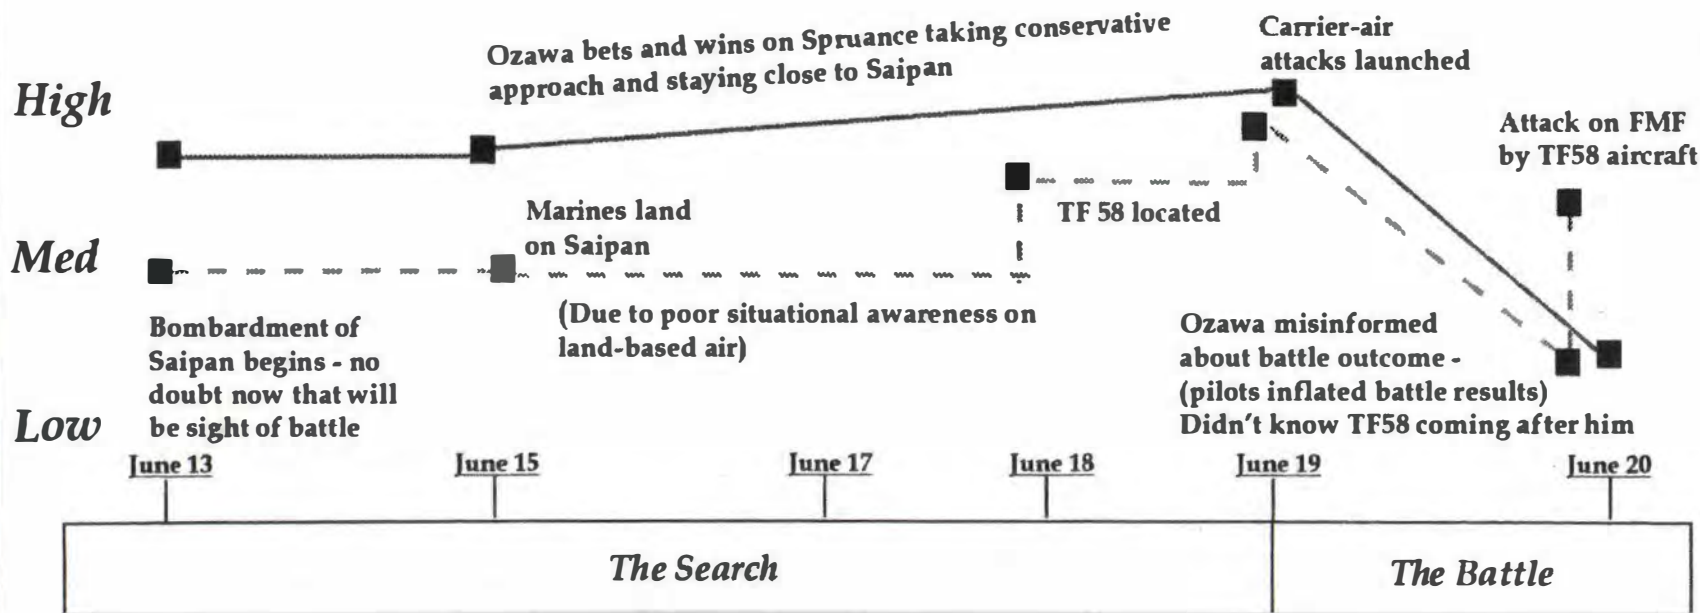 Ozawa bets and wins on Spruance taking conservative
approach and staying close to Saipan
Carrier-air
attacks launched
High
Attack on FMF
by TF58 aircraft
Marines land
on Saipan
TF 58 located
Med
(Due to poor situational awareness on
land-based air)
Bombardment of
Saipan begins - no
doubt now that will
be sight of battle
Ozawa misinformed
about battle outcome -
(pilots inflated battle results)
Didn't know TF58 coming after him
Low
June 13
June 15
June 17
June 18
June 19
June 20
The Search
The Battle